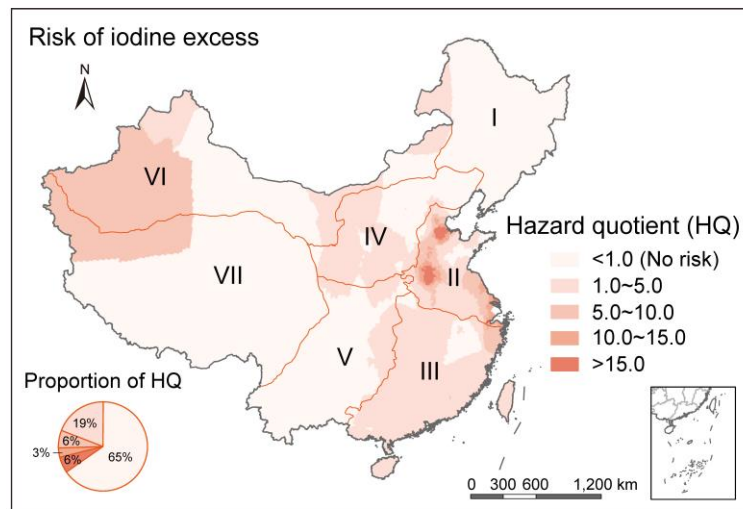 Risk of iodine excess
N
I
VI
IV
VII
II
V
III
Hazard quotient (HQ)
<1.0 (No risk)
1.0~5.0
5.0~10.0
10.0~15.0
>15.0
Proportion of HQ
19%
6%
3%
6%
65%
0 300 600 1,200 km